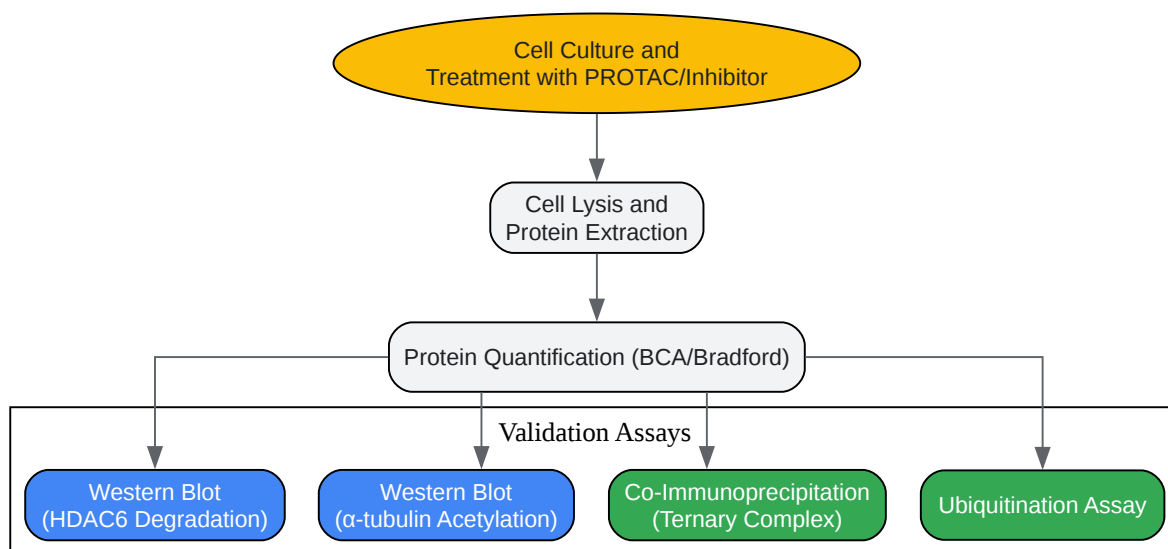 Cell Culture and
Treatment with PROTAC/Inhibitor
Cell Lysis and
Protein Extraction
Protein Quantification (BCA/Bradford)
Validation Assays
Western Blot
(HDAC6 Degradation)
Western Blot
(α-tubulin Acetylation)
Co-Immunoprecipitation
(Ternary Complex)
Ubiquitination Assay